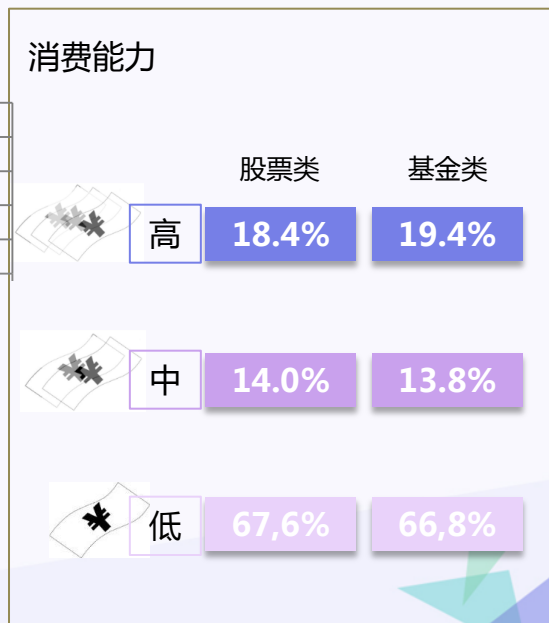 消费能力
股票类 基金类
¥¥¥ 高 18.4% 19.4%
¥¥ 中 14.0% 13.8%
¥ 低 67,6% 66,8%